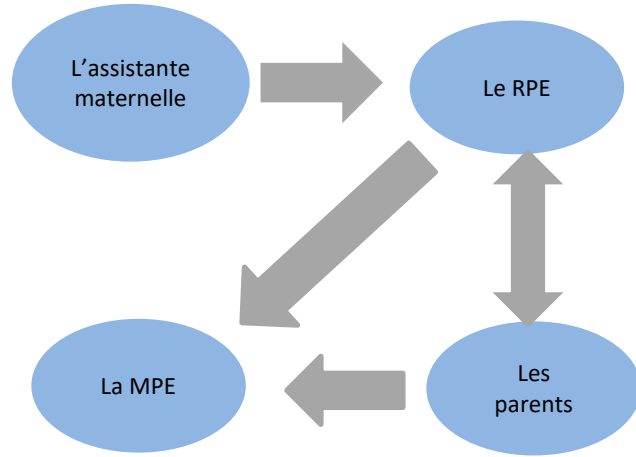 L’assistante
maternelle
Le RPE
La MPE
Les
parents